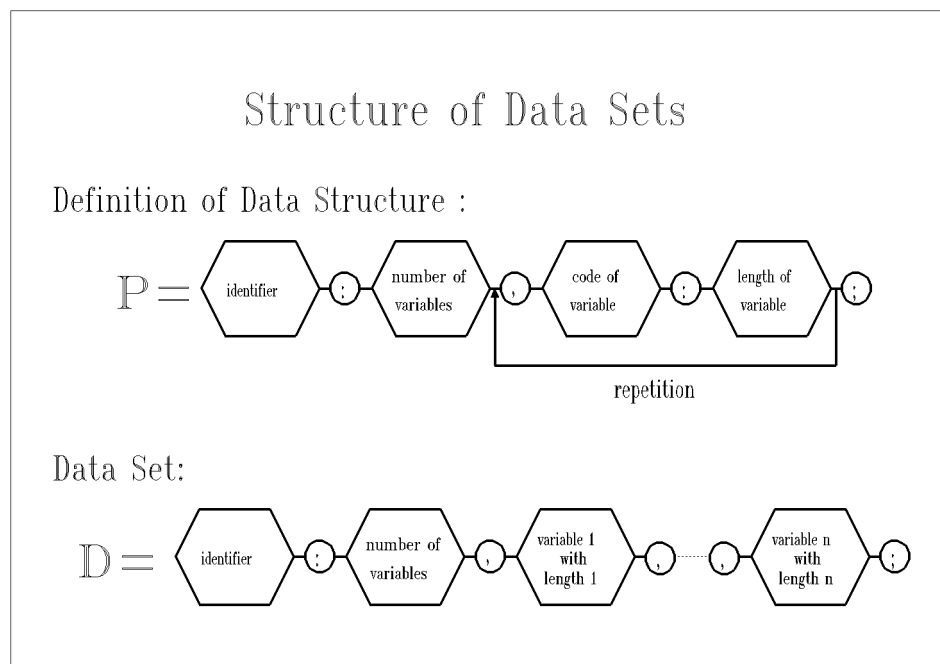 Structure of Data Sets
Definition of Data Structure :
P =
identifier
:
number of
variables
,
code of
variable
:
length of
variable
;
repetition
Data Set:
D =
identifier
:
number of
variables
,
variable 1
with
length 1
,
,
variable n
with
length n
;